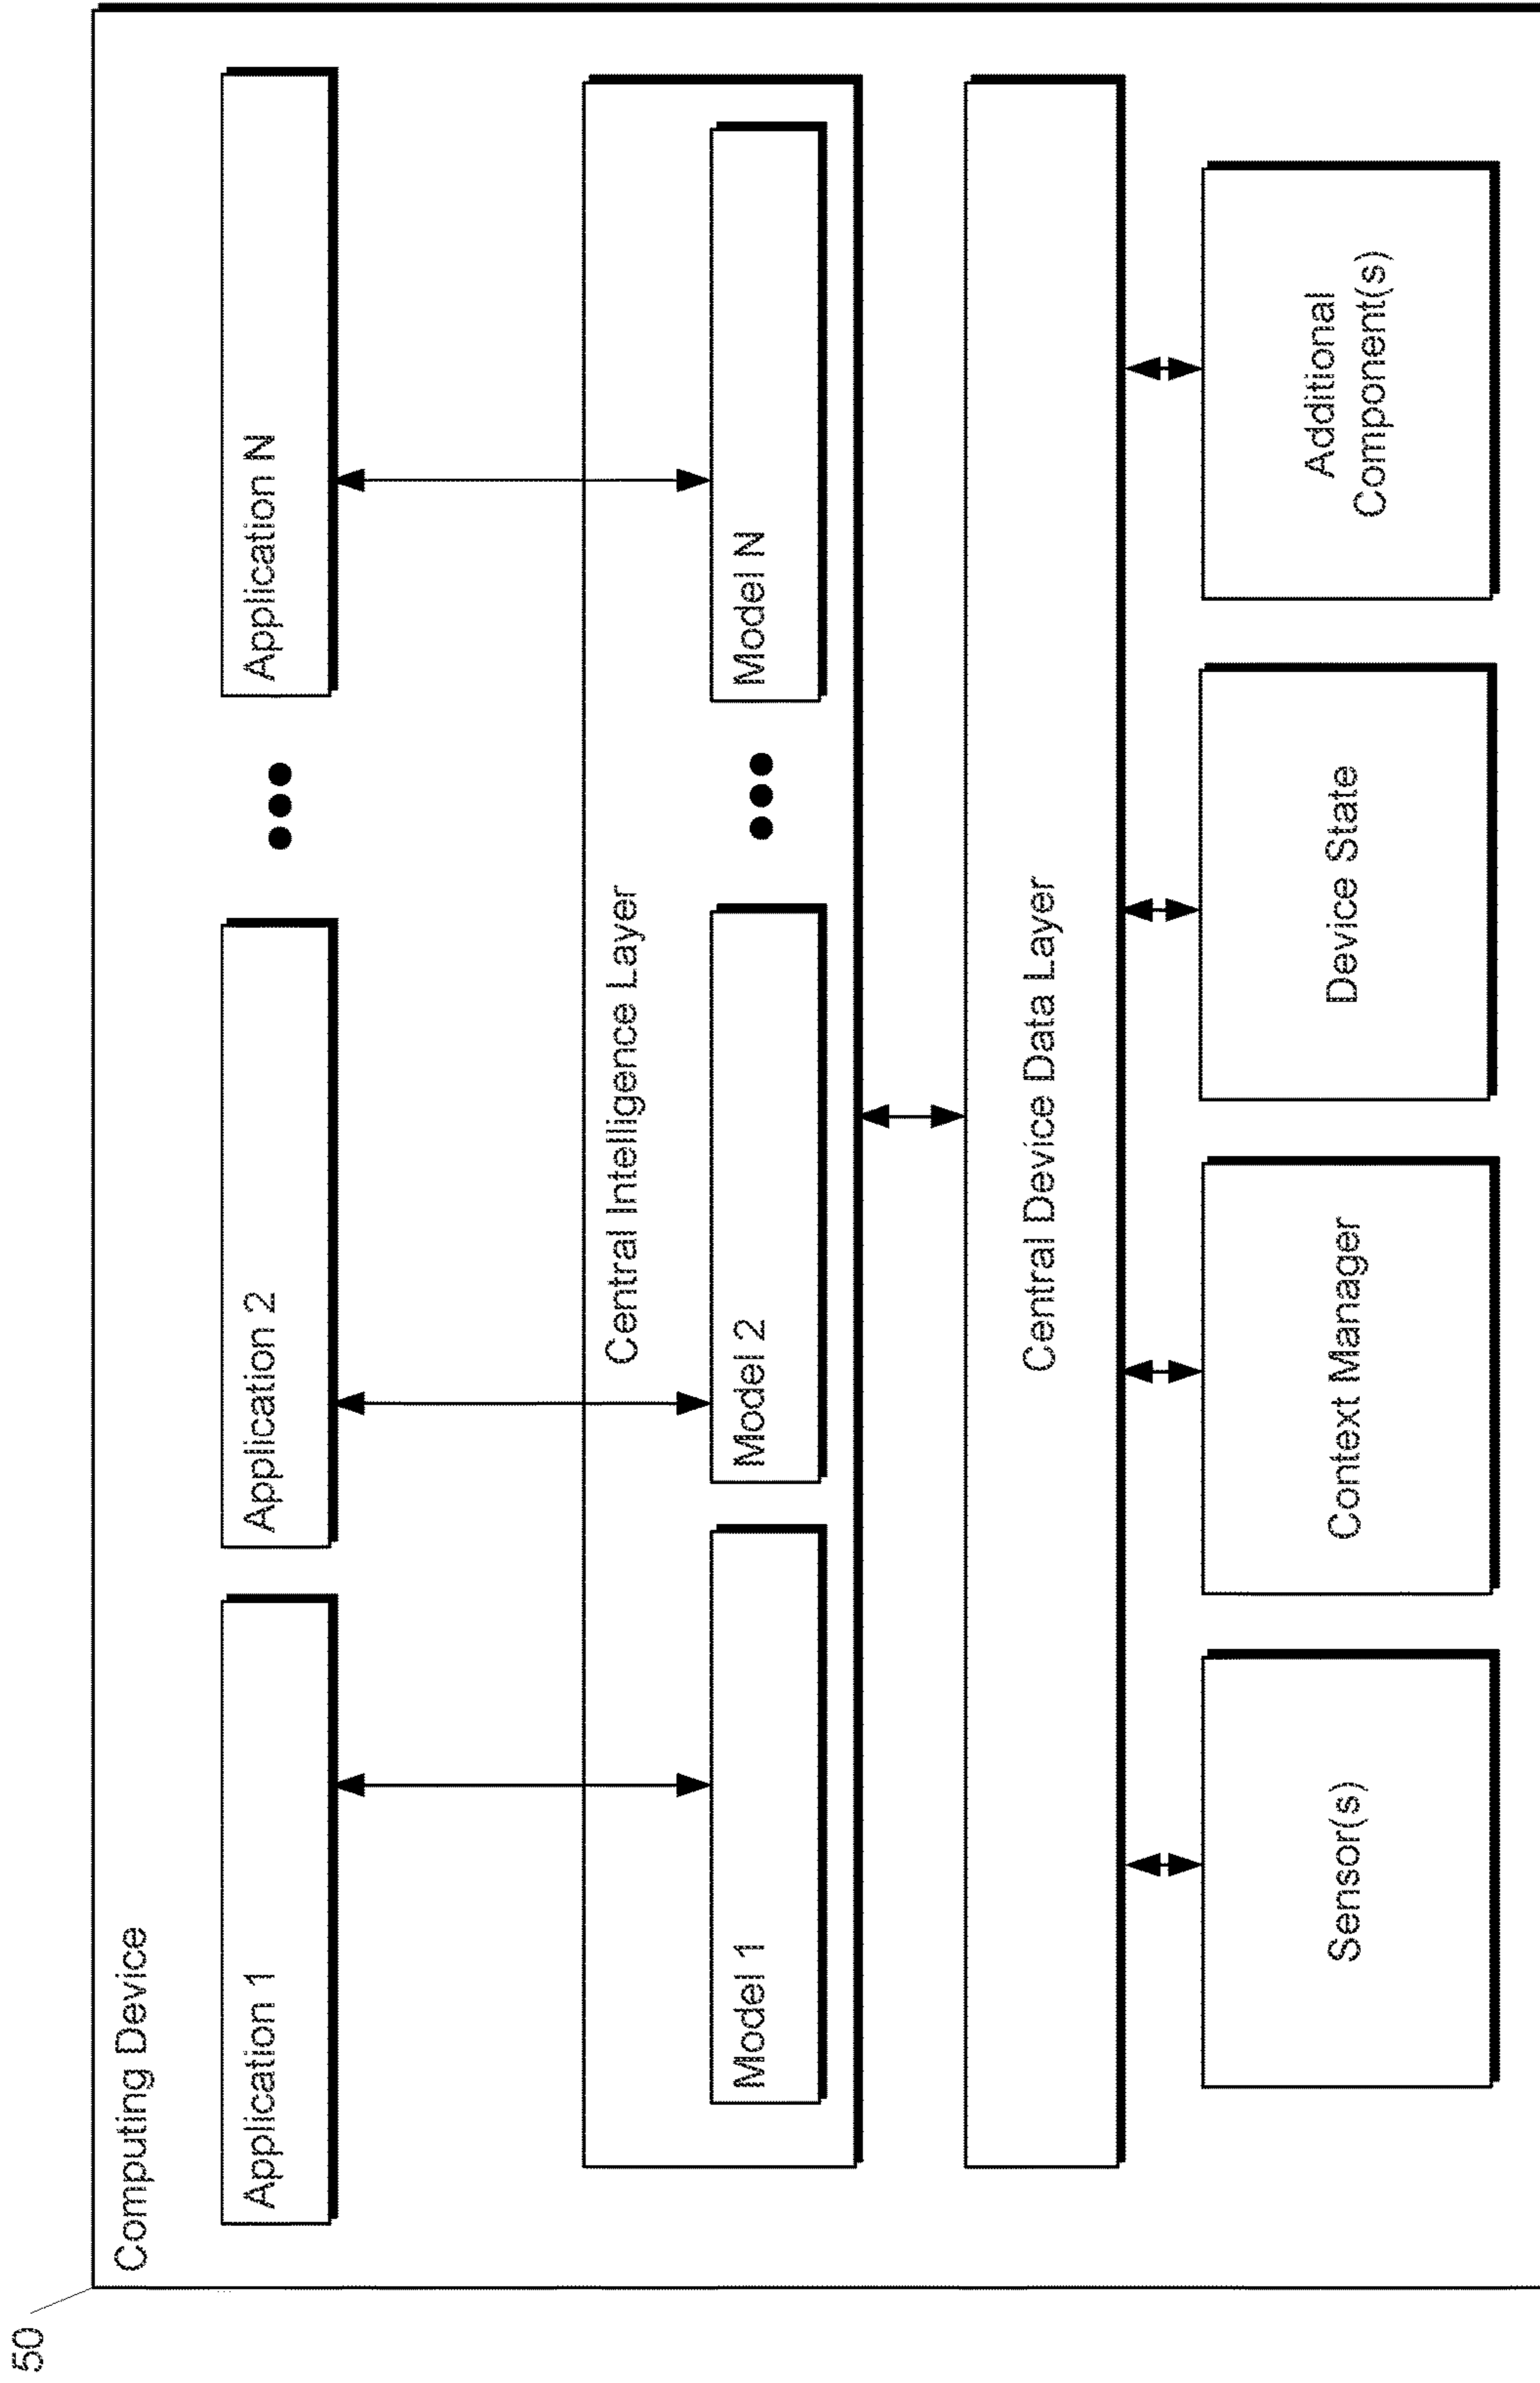 50
Computing Device
Application 1
Application 2
Application N
Central Intelligence Layer
Model 1
Model 2
Model N
Central Device Data Layer
Sensor(s)
Context Manager
Device State
Additional
Component(s)